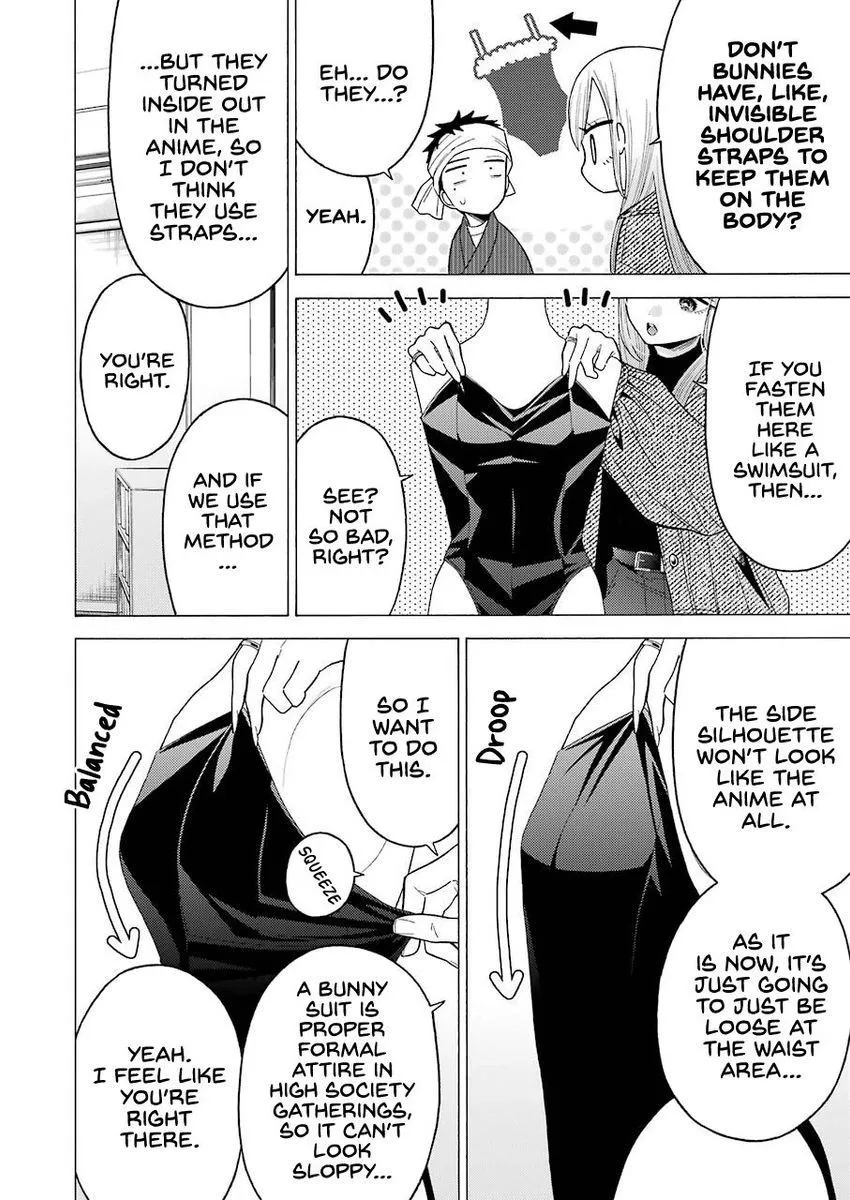 DON'T
BUNNIES
HAVE, LIKE,
INVISIBLE
SHOULDER
STRAPS TO
KEEP THEM
ON THE
BODY?
EH... DO
THEY...?
YEAH.
...BUT THEY
TURNED
INSIDE OUT
IN THE
ANIME, SO
I DON'T
THINK
THEY USE
STRAPS...
IF YOU
FASTEN
THEM
HERE
LIKE A
SWIMSUIT,
THEN...
SEE?
NOT
SO BAD,
RIGHT?
YOU'RE
RIGHT.
AND IF
WE USE
THAT
METHOD
...
THE SIDE
SILHOUETTE
WON'T LOOK
LIKE THE
ANIME AT
ALL.
Droop
AS IT
IS NOW, IT'S
JUST GOING
TO JUST BE
LOOSE AT
THE WAIST
AREA...
SO I
WANT
TO DO
THIS.
Balanced
SQUEEZE
A BUNNY
SUIT IS
PROPER
FORMAL
ATTIRE IN
HIGH SOCIETY
GATHERINGS,
SO IT CAN'T
LOOK
SLOPPY...
YEAH.
I FEEL LIKE
YOU'RE
RIGHT
THERE.